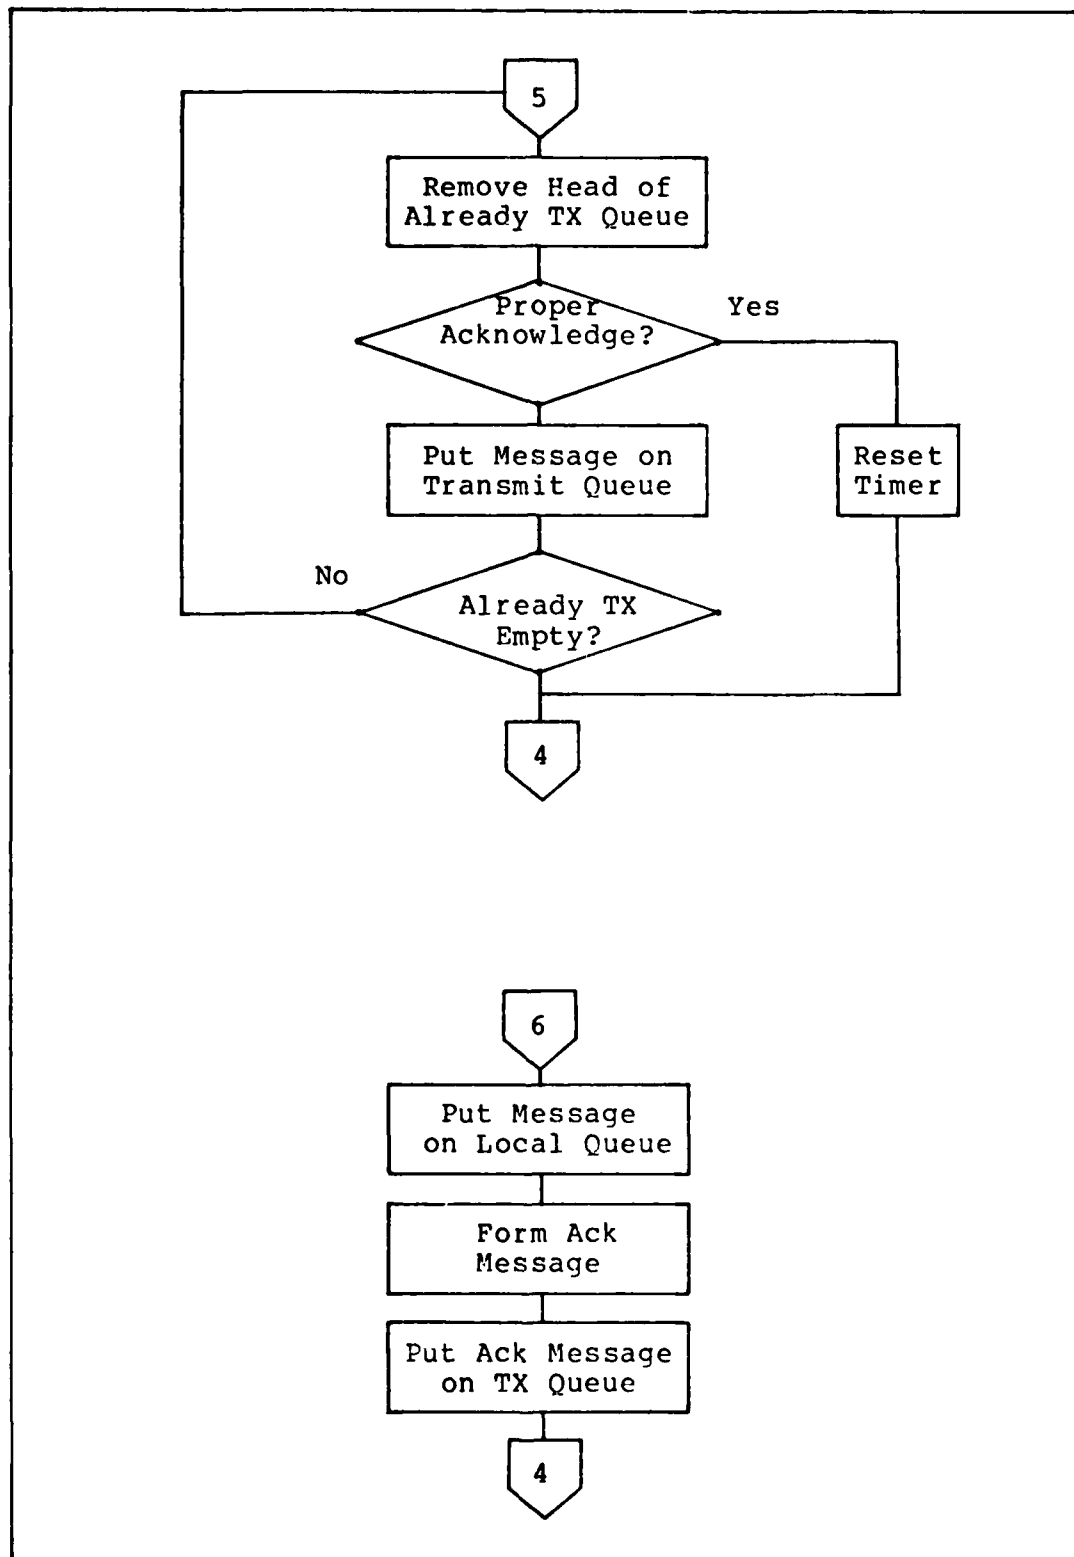 5
Remove Head of
Already TX Queue
Proper
Acknowledge?
Yes
Put Message on
Transmit Queue
Reset
Timer
No
Already TX
Empty?
4
6
Put Message
on Local Queue
Form Ack
Message
Put Ack Message
on TX Queue
4